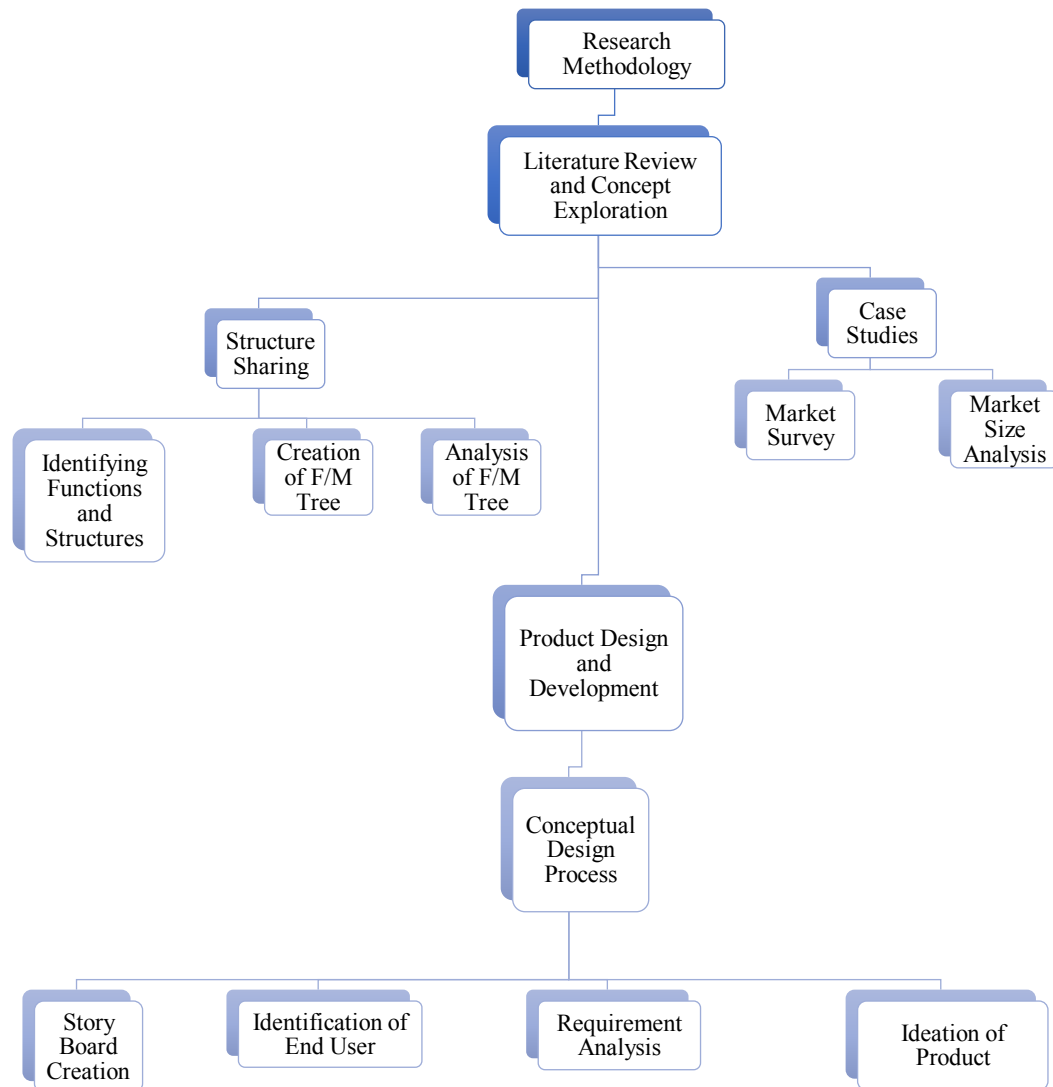 Research
Methodology
Literature Review
and Concept
Exploration
Structure
Sharing
Case
Studies
Identifying
Functions
and
Structures
Creation
of F/M
Tree
Analysis
of F/M
Tree
Market
Survey
Market
Size
Analysis
Product Design
and
Development
Conceptual
Design
Process
Story
Board
Creation
Identification of
End User
Requirement
Analysis
Ideation of
Product